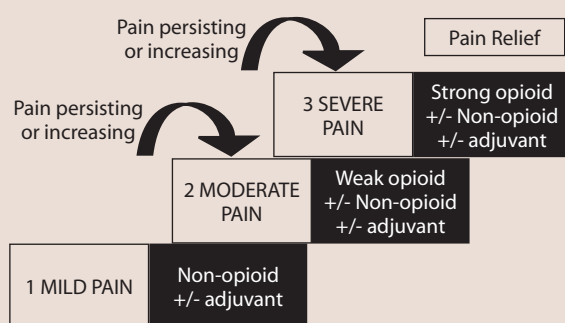 Pain persisting
or increasing
Pain Relief
3 SEVERE
PAIN
Strong opioid
+/- Non-opioid
+/- adjuvant
Pain persisting
or increasing
2 MODERATE
PAIN
Weak opioid
+/- Non-opioid
+/- adjuvant
1 MILD PAIN
Non-opioid
+/- adjuvant